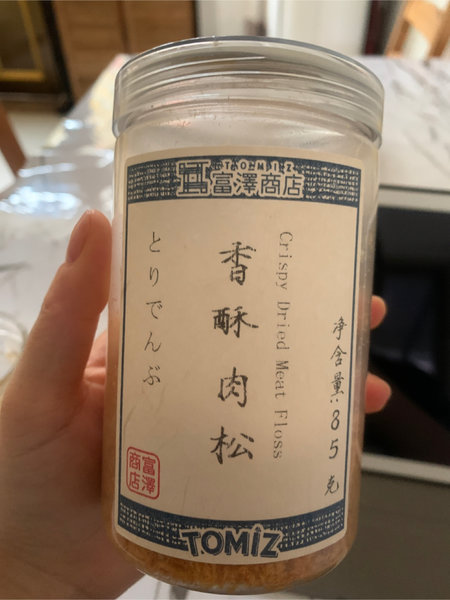 TOMIZ
富澤商店
净含量:85克
Crispy Dried Meat Floss
香酥肉松
とりでんぶ
富澤
商店
TOMIZ